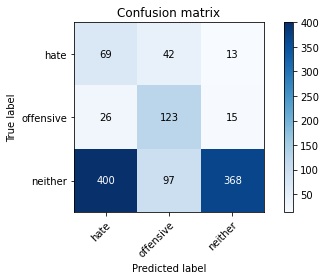 Confusion matrix
400
350
hate 69 42 13
300
250
offensive 26 123 15
200
150
neither 400 97 368
100
50
hate offensive neither
True label
Predicted label